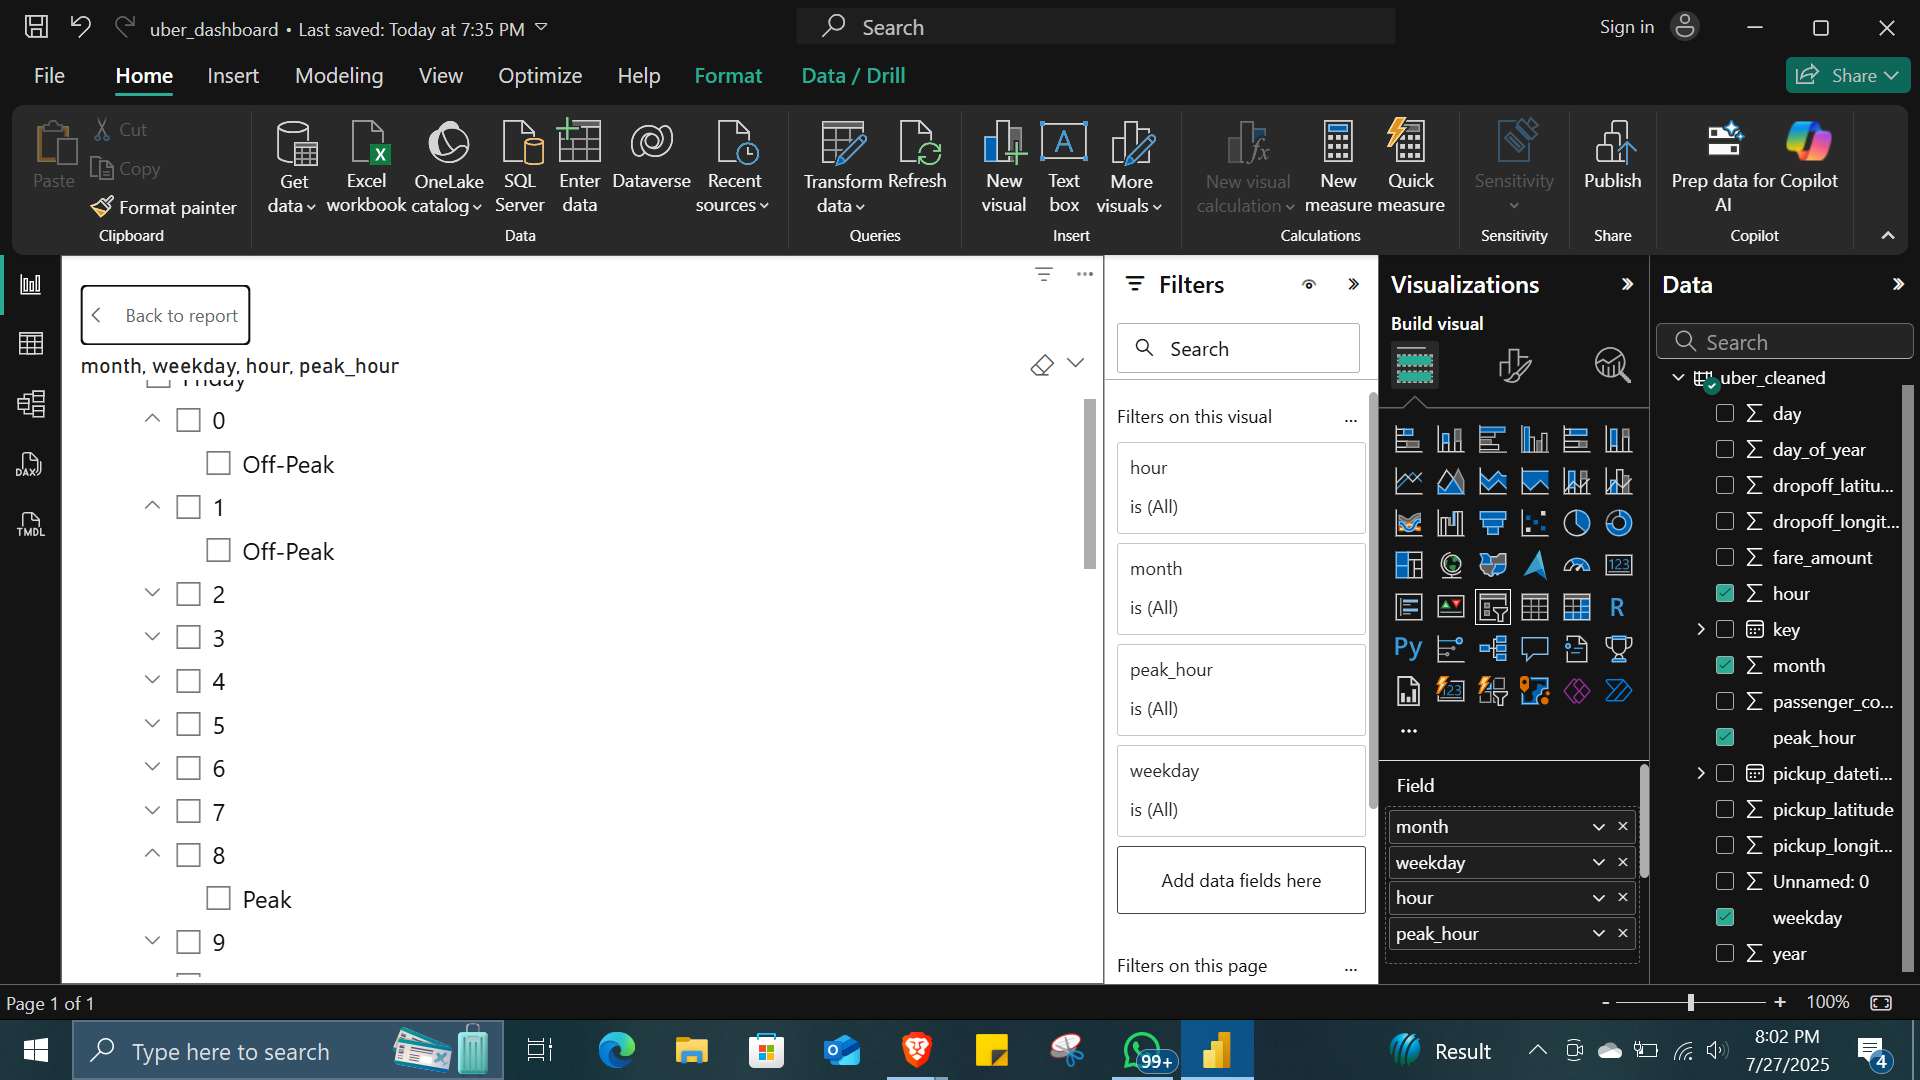 uber_dashboard • Last saved: Today at 7:35 PM
Search
Sign in
File Home Insert Modeling View Optimize Help Format Data / Drill
Share
Paste
Cut
Copy
Format painter
Clipboard
Get data
Excel workbook
OneLake catalog
SQL Server
Enter data
Dataverse
Recent sources
Data
Transform data
Refresh
Queries
New visual
Text box
More visuals
Insert
New visual calculation
New measure
Quick measure
Calculations
Sensitivity
Sensitivity
Publish
Share
Prep data for AI
Copilot
Copilot
DAX
TMDL
Back to report
month, weekday, hour, peak_hour
Friday
0
Off-Peak
1
Off-Peak
2
3
4
5
6
7
8
Peak
9
Filters
Search
Filters on this visual ...
hour
is (All)
month
is (All)
peak_hour
is (All)
weekday
is (All)
Add data fields here
Filters on this page ...
Visualizations
Build visual
123
R
Py
123
...
Field
month
weekday
hour
peak_hour
Data
Search
uber_cleaned
day
day_of_year
dropoff_latitu...
dropoff_longit...
fare_amount
hour
key
month
passenger_co...
peak_hour
pickup_dateti...
pickup_latitude
pickup_longit...
Unnamed: 0
weekday
year
Page 1 of 1
- + 100%
Type here to search
99+
Result
8:02 PM
7/27/2025
4